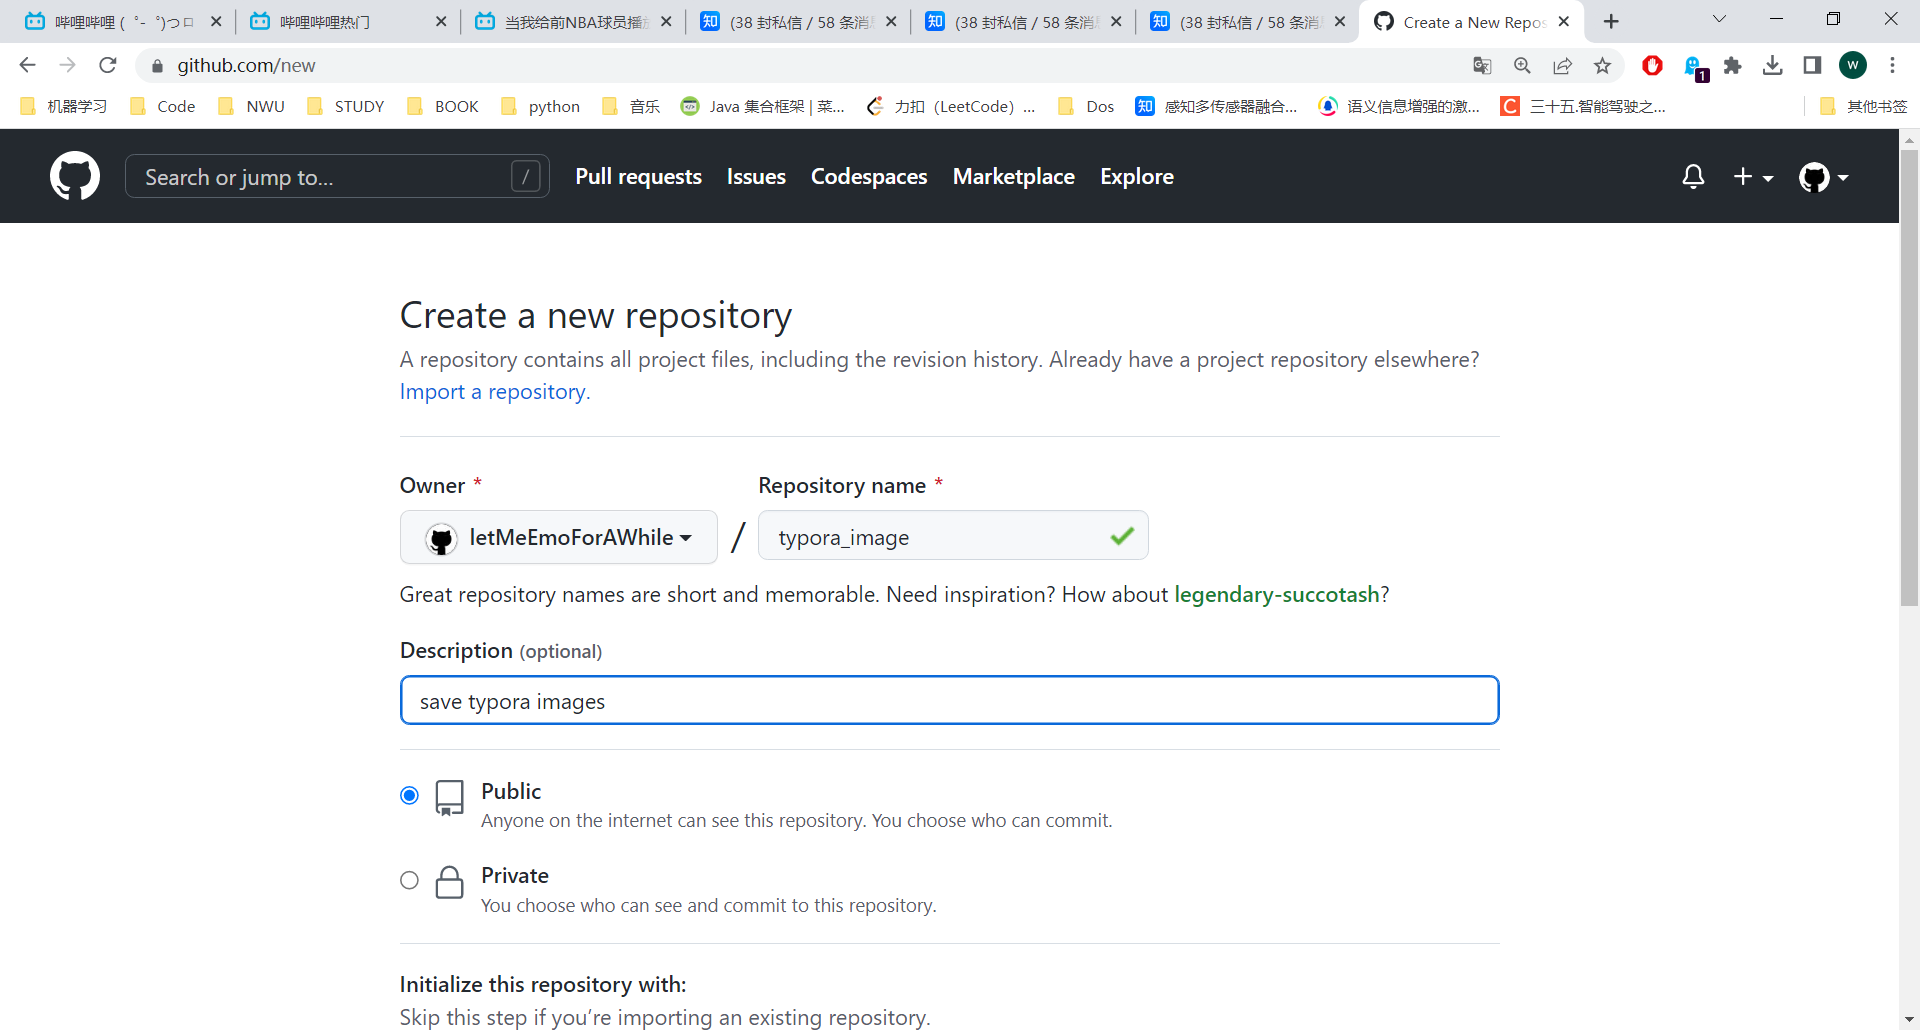 哔哩哔哩 (゜-゜)つロ
哔哩哔哩热门
当我给前NBA球员播放
(38 封私信 / 58 条消息
(38 封私信 / 58 条消息
(38 封私信 / 58 条消息
Create a New Repos
github.com/new
1
W
机器学习
Code
NWU
STUDY
BOOK
python
音乐
Java 集合框架 | 菜...
力扣（LeetCode）...
Dos
知 感知多传感器融合...
语义信息增强的激...
C 三十五.智能驾驶之...
其他书签
Search or jump to...
/
Pull requests
Issues
Codespaces
Marketplace
Explore
Create a new repository
A repository contains all project files, including the revision history. Already have a project repository elsewhere?
Import a repository.
Owner *
Repository name *
letMeEmoForAWhile
/
typora_image
Great repository names are short and memorable. Need inspiration? How about legendary-succotash?
Description (optional)
save typora images
Public
Anyone on the internet can see this repository. You choose who can commit.
Private
You choose who can see and commit to this repository.
Initialize this repository with:
Skip this step if you’re importing an existing repository.